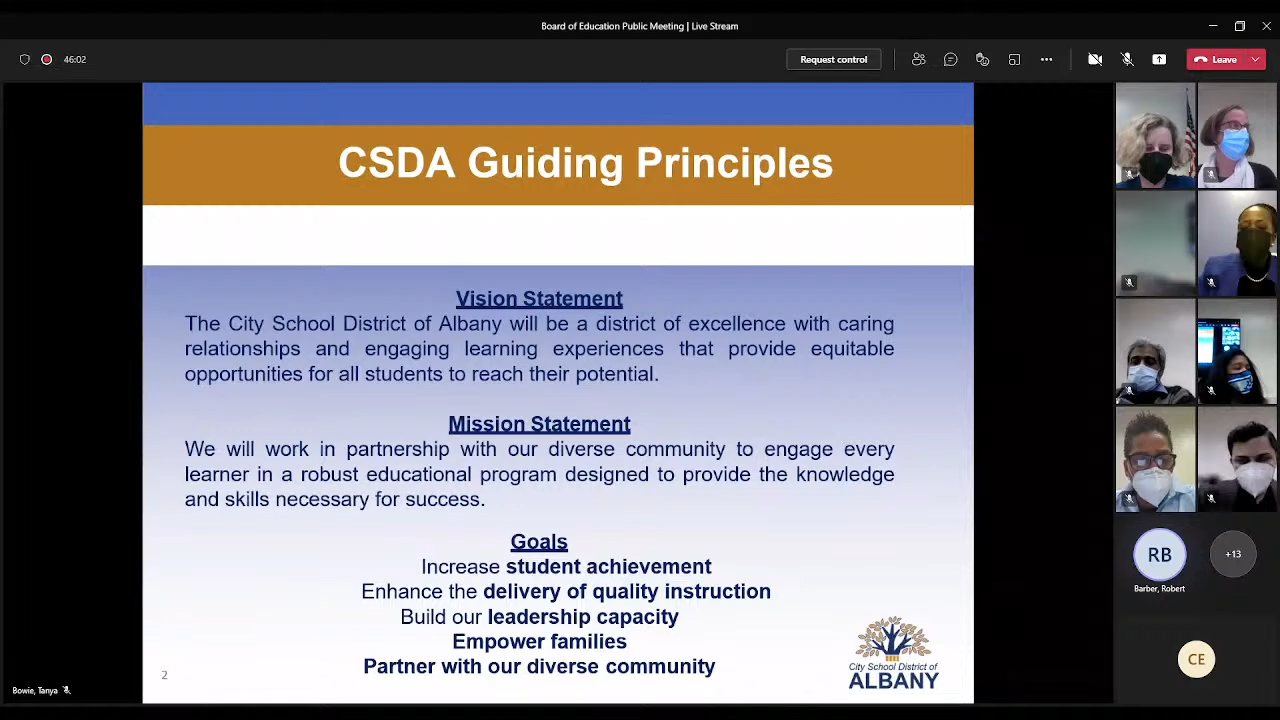 Board of Education Public Meeting | Live Stream
46:02
Request control
Leave
CSDA Guiding Principles
Vision Statement
The City School District of Albany will be a district of excellence with caring
relationships and engaging learning experiences that provide equitable
opportunities for all students to reach their potential.
Mission Statement
We will work in partnership with our diverse community to engage every
learner in a robust educational program designed to provide the knowledge
and skills necessary for success.
Goals
Increase student achievement
Enhance the delivery of quality instruction
Build our leadership capacity
Empower families
Partner with our diverse community
City School District of
ALBANY
2
Bowie, Tanya
RB
+13
Barber, Robert
CE